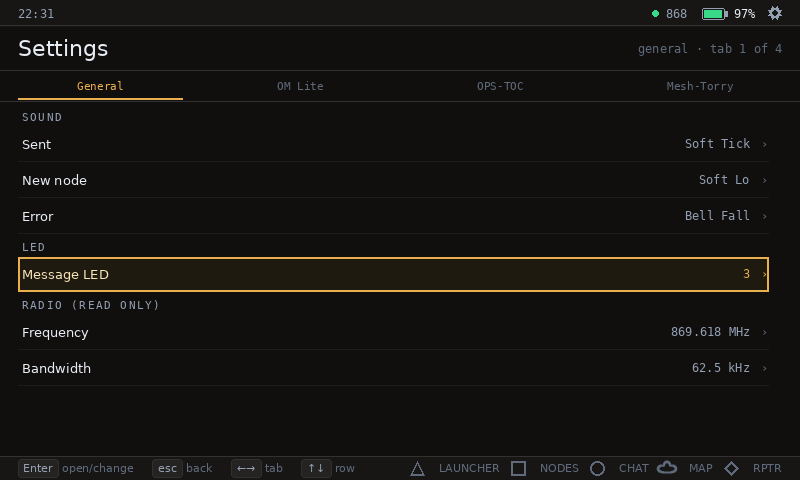 22:31 868 97%
Settings general · tab 1 of 4
General OM Lite OPS-TOC Mesh-Torry
SOUND
Sent Soft Tick ›
New node Soft Lo ›
Error Bell Fall ›
LED
Message LED 3 ›
RADIO (READ ONLY)
Frequency 869.618 MHz ›
Bandwidth 62.5 kHz ›
Enter open/change esc back ←→ tab ↑↓ row LAUNCHER NODES CHAT MAP RPTR